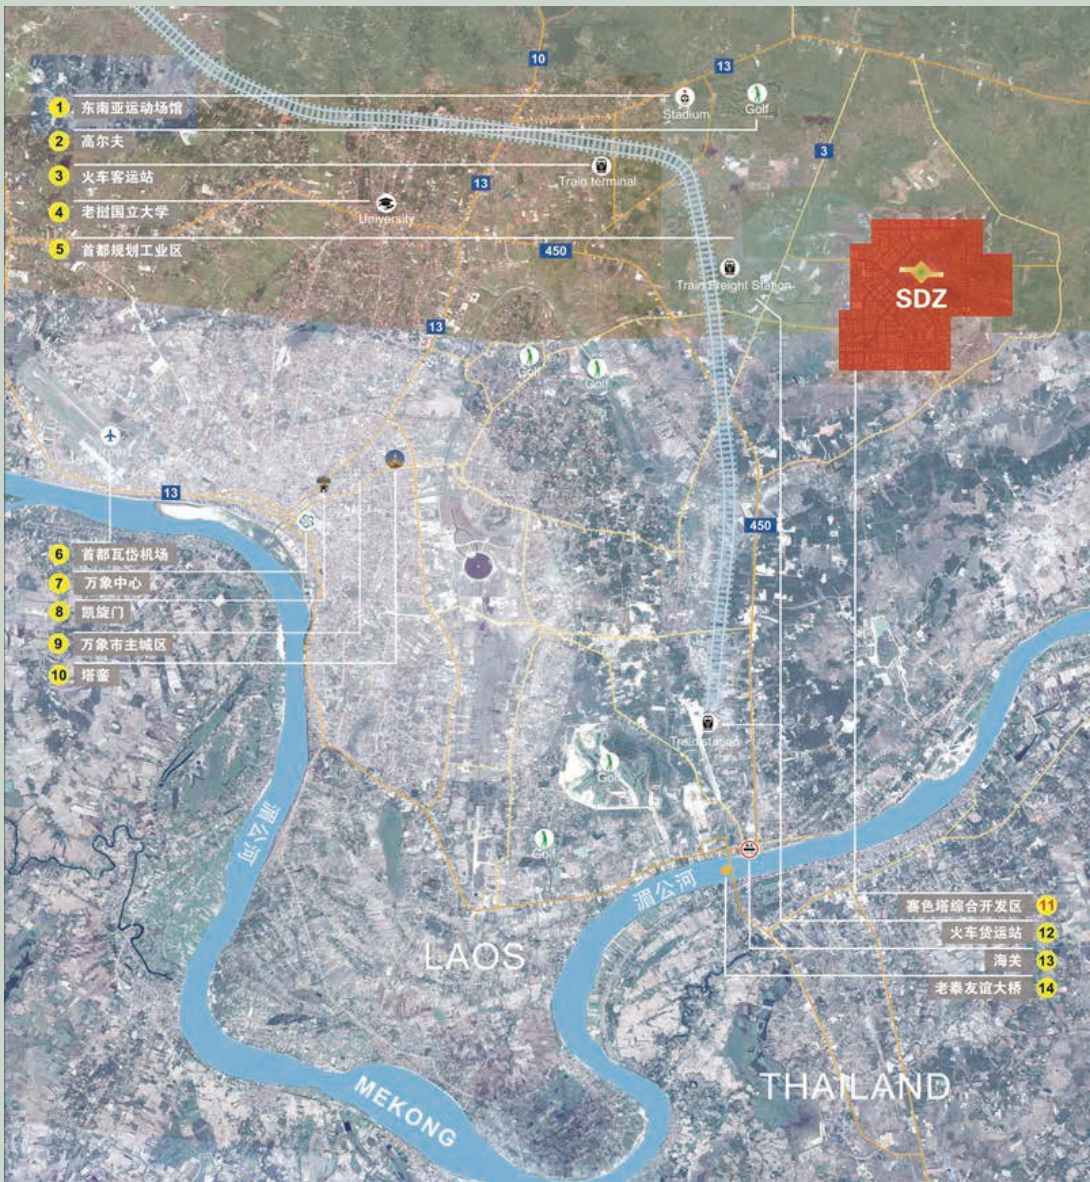 10
13
1 东南亚运动场馆
Stadium
Golf
2 高尔夫
3
3 火车客运站
Train terminal
13
4 老挝国立大学
University
5 首都规划工业区
450
Train Freight Station
SDZ
13
Golf
Golf
Airport
13
450
6 首都瓦岱机场
7 万象中心
8 凯旋门
9 万象市主城区
10 塔銮
Train station
Golf
湄公河
Golf
湄公河
赛色塔综合开发区 11
火车货运站 12
LAOS
海关 13
老泰友谊大桥 14
THAILAND
MEKONG